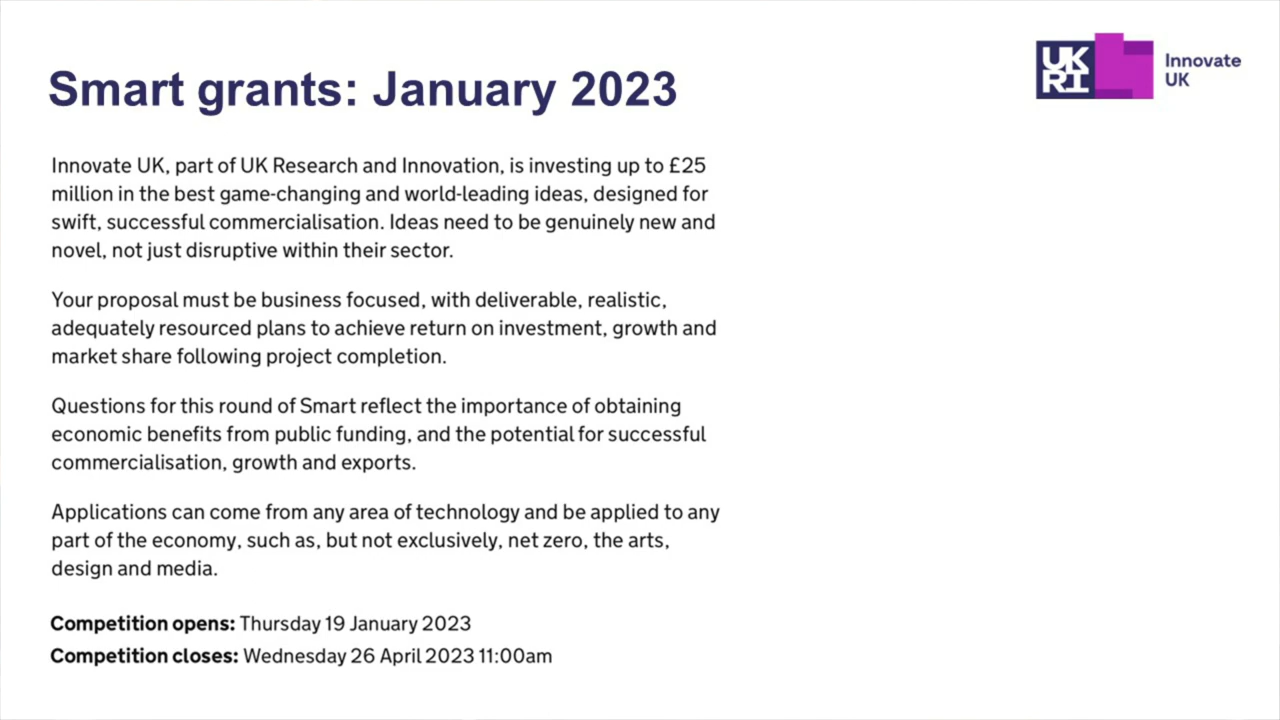 Smart grants: January 2023
UK
RI
Innovate
UK
Innovate UK, part of UK Research and Innovation, is investing up to £25
million in the best game-changing and world-leading ideas, designed for
swift, successful commercialisation. Ideas need to be genuinely new and
novel, not just disruptive within their sector.
Your proposal must be business focused, with deliverable, realistic,
adequately resourced plans to achieve return on investment, growth and
market share following project completion.
Questions for this round of Smart reflect the importance of obtaining
economic benefits from public funding, and the potential for successful
commercialisation, growth and exports.
Applications can come from any area of technology and be applied to any
part of the economy, such as, but not exclusively, net zero, the arts,
design and media.
Competition opens: Thursday 19 January 2023
Competition closes: Wednesday 26 April 2023 11:00am